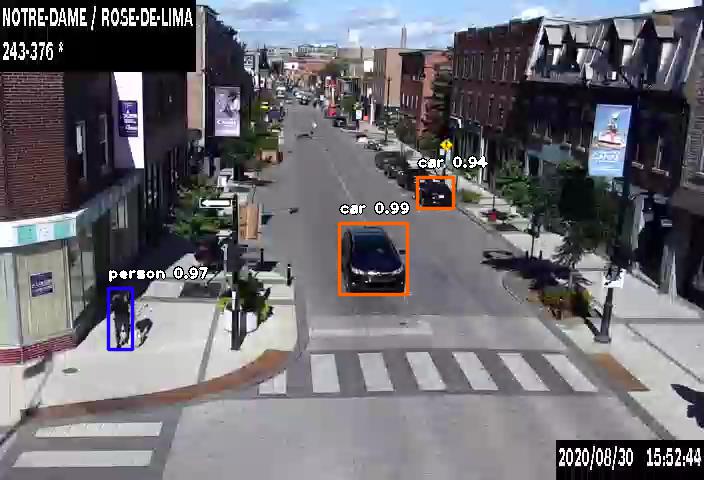 NOTRE-DAME / ROSE-DE-LIMA
243-376 *
car 0.94
car 0.99
person 0.97
2020/08/30 15:52:44